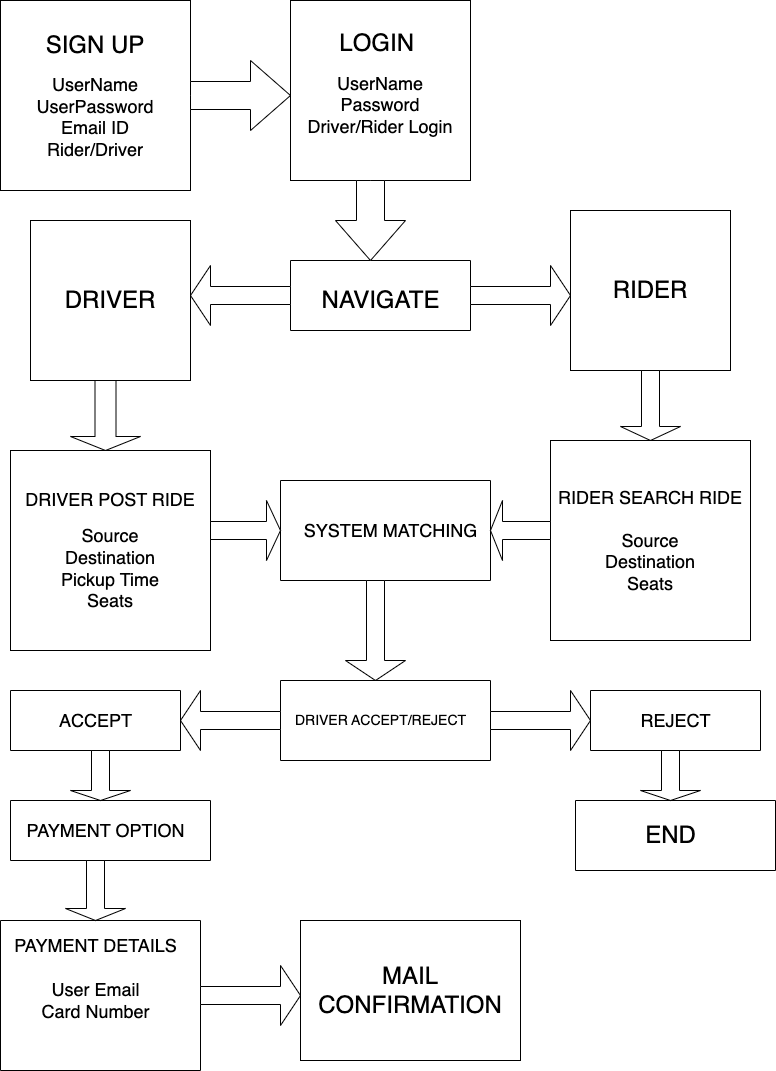 SIGN UP
UserName
UserPassword
Email ID
Rider/Driver
LOGIN
UserName
Password
Driver/Rider Login
DRIVER
NAVIGATE
RIDER
DRIVER POST RIDE
Source
Destination
Pickup Time
Seats
SYSTEM MATCHING
RIDER SEARCH RIDE
Source
Destination
Seats
ACCEPT
DRIVER ACCEPT/REJECT
REJECT
PAYMENT OPTION
END
PAYMENT DETAILS
User Email
Card Number
MAIL
CONFIRMATION